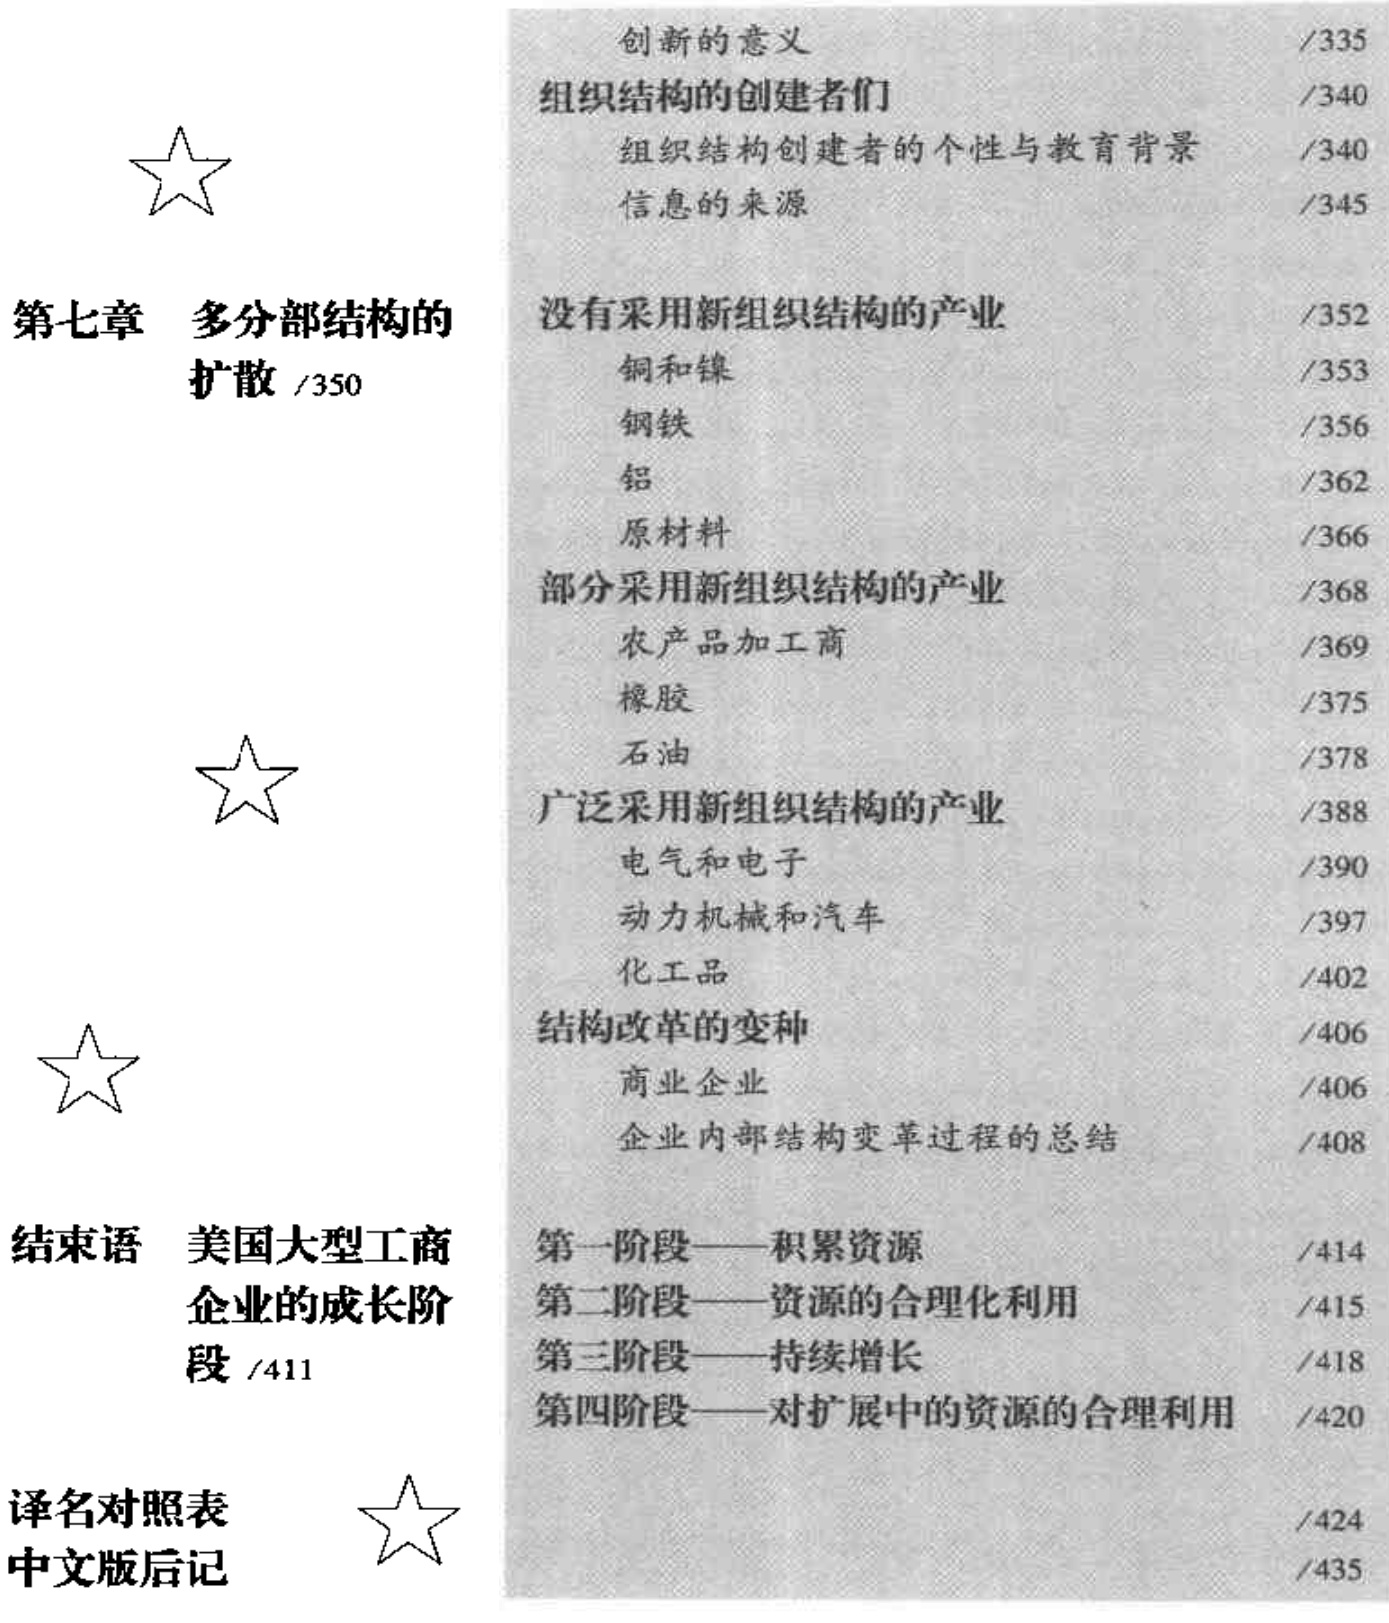 创新的意义 /335
组织结构的创建者们 /340
组织结构创建者的个性与教育背景 /340
信息的来源 /345
第七章 多分部结构的
扩散 /350
没有采用新组织结构的产业 /352
铜和镍 /353
钢铁 /356
铝 /362
原材料 /366
部分采用新组织结构的产业 /368
农产品加工商 /369
橡胶 /375
石油 /378
广泛采用新组织结构的产业 /388
电气和电子 /390
动力机械和汽车 /397
化工品 /402
结构改革的变种 /406
商业企业 /406
企业内部结构变革过程的总结 /408
结束语 美国大型工商
企业的成长阶
段 /411
第一阶段——积累资源 /414
第二阶段——资源的合理化利用 /415
第三阶段——持续增长 /418
第四阶段——对扩展中的资源的合理利用 /420
译名对照表 /424
中文版后记 /435